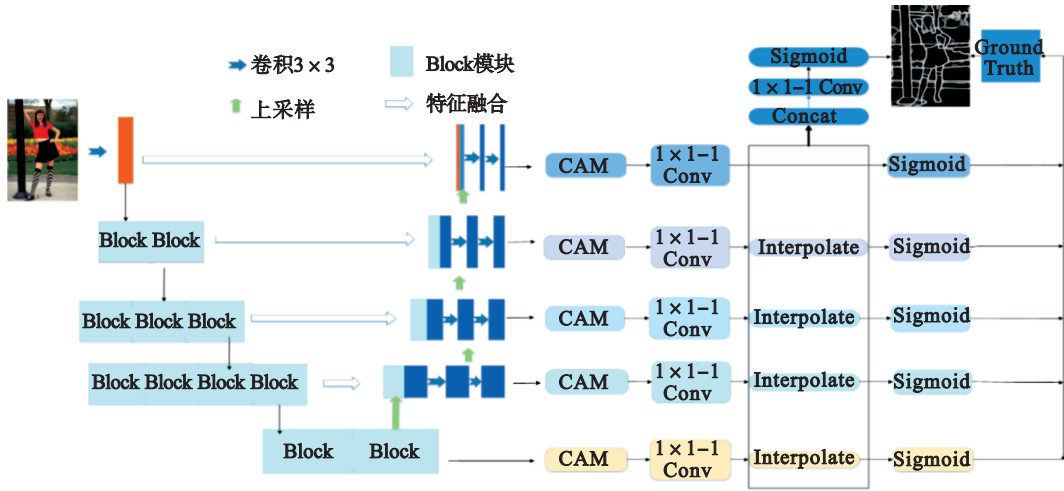 卷积3 × 3
Block模块
上采样
特征融合
Sigmoid
1 × 1−1 Conv
Concat
Ground
Truth
CAM
1 × 1−1
Conv
Sigmoid
Block Block
CAM
1 × 1−1
Conv
Interpolate
Sigmoid
Block Block Block
CAM
1 × 1−1
Conv
Interpolate
Sigmoid
Block Block Block Block
CAM
1 × 1−1
Conv
Interpolate
Sigmoid
Block
Block
CAM
1 × 1−1
Conv
Interpolate
Sigmoid